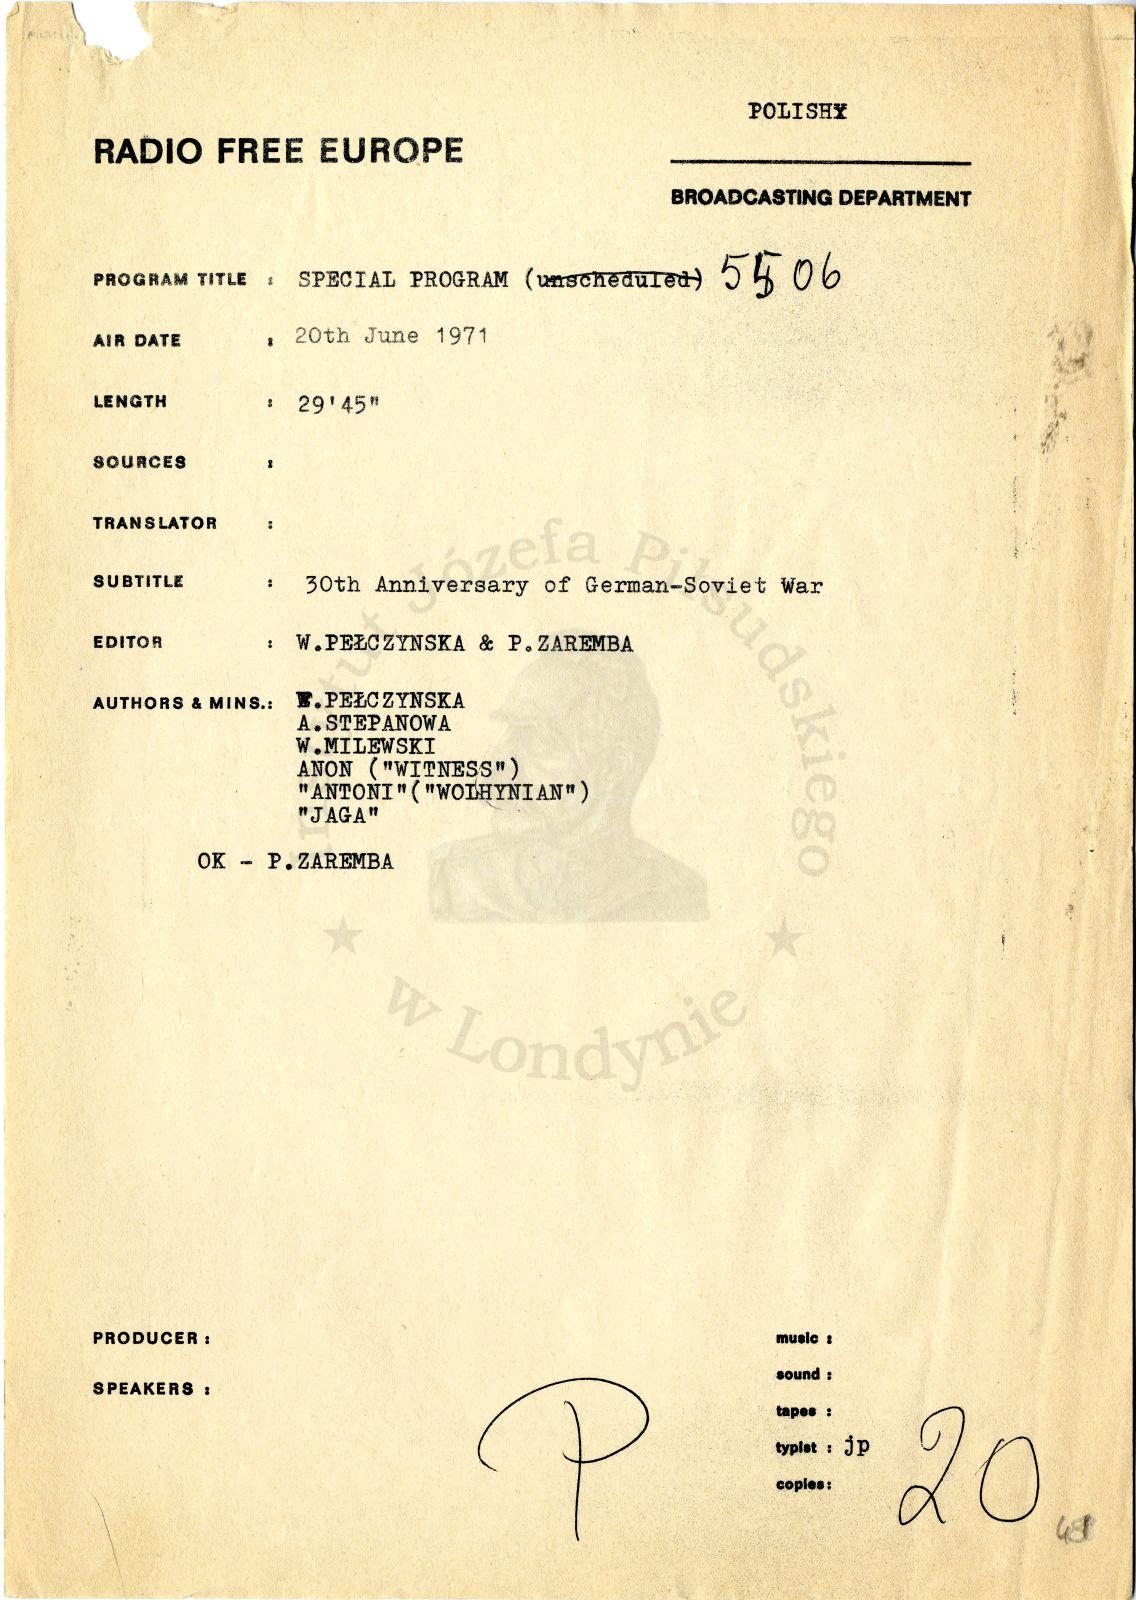 POLISH
RADIO FREE EUROPE
BROADCASTING DEPARTMENT
PROGRAM TITLE : SPECIAL PROGRAM (unscheduled) 5506
AIR DATE : 20th June 1971
LENGTH : 29'45"
SOURCES :
TRANSLATOR :
SUBTITLE : 30th Anniversary of German-Soviet War
EDITOR : W.PEŁCZYNSKA & P.ZAREMBA
AUTHORS & MINS.: W.PEŁCZYNSKA
A.STEPANOWA
W.MILEWSKI
ANON ("WITNESS")
"ANTONI"("WOLHYNIAN")
"JAGA"
OK - P.ZAREMBA
Instytut Józefa Piłsudskiego
w Londynie
PRODUCER :
SPEAKERS :
music :
sound :
tapes :
typist : jp
copies:
P 20